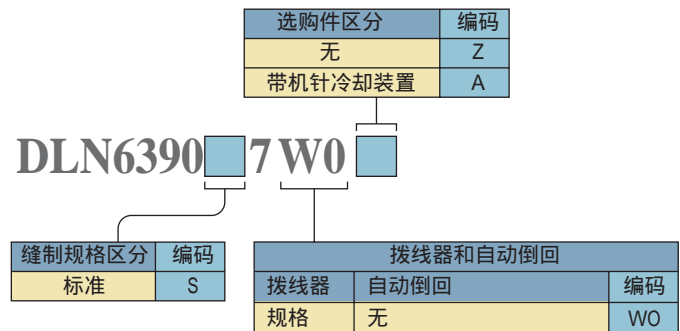 选购件区分 编码
无 Z
带机针冷却装置 A
DLN6390 7 W0
缝制规格区分 编码
标准 S
拨线器和自动倒回
拨线器 自动倒回 编码
规格 无 W0